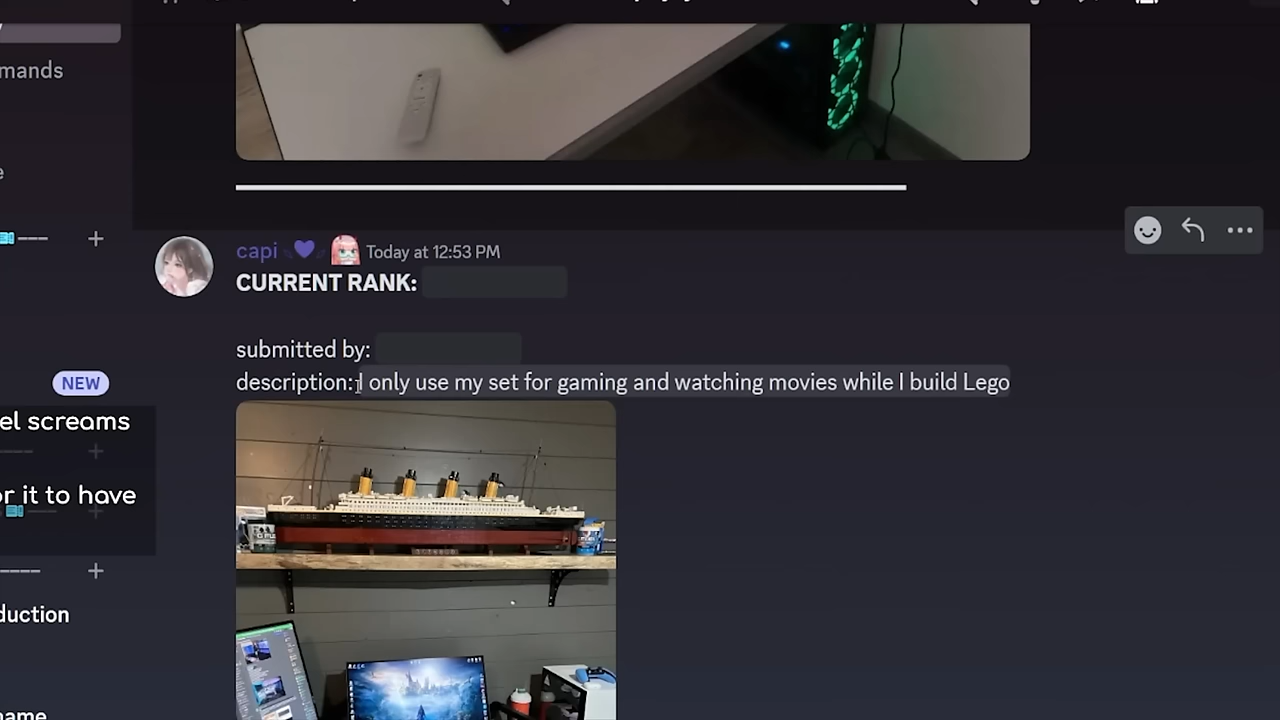 mands
e
capi
Today at 12:53 PM
CURRENT RANK:
submitted by:
description: I only use my set for gaming and watching movies while I build Lego
NEW
el screams
or it to have
duction
name